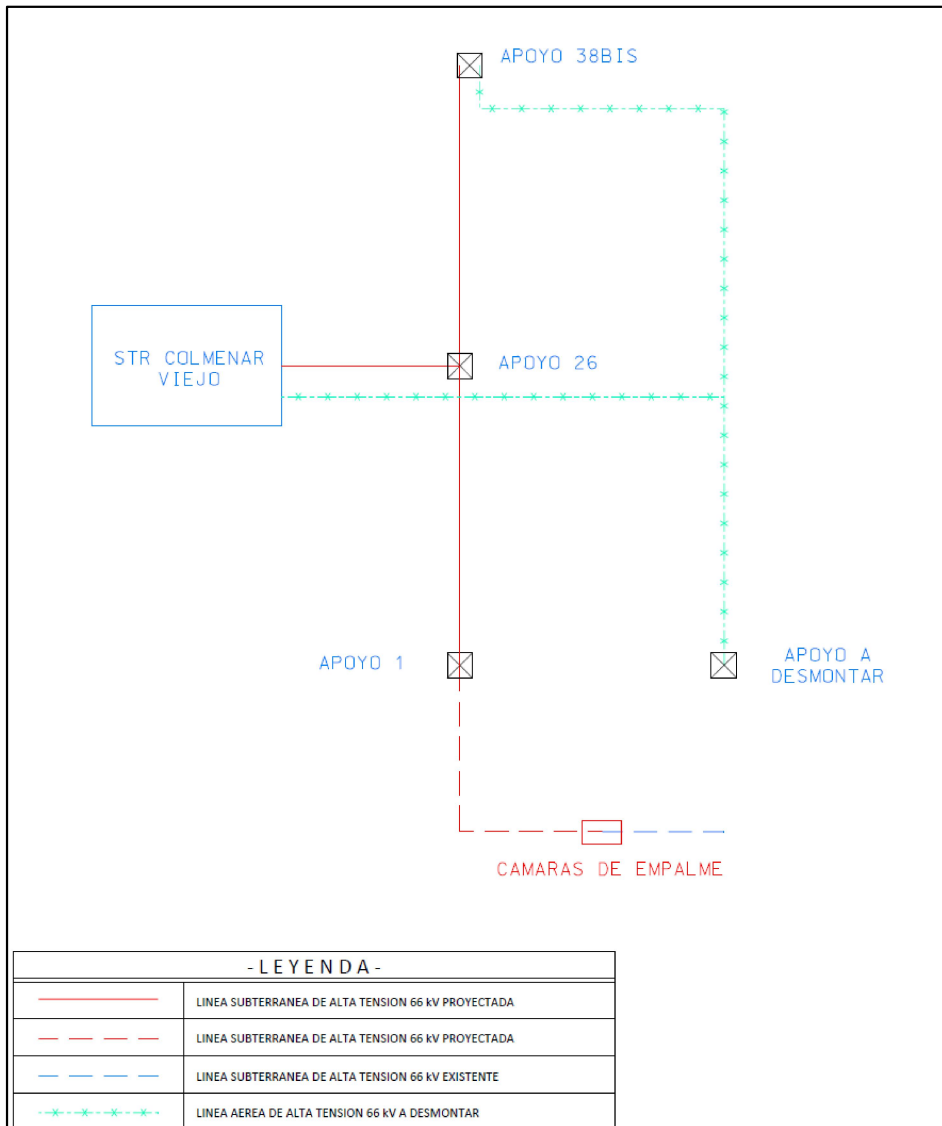 APOYO 38BIS
STR COLMENAR
VIEJO
APOYO 26
APOYO 1
APOYO A
DESMONTAR
CAMARAS DE EMPALME
-LEYENDA-
LINEA SUBTERRANEA DE ALTA TENSION 66 kV PROYECTADA
LINEA SUBTERRANEA DE ALTA TENSION 66 kV PROYECTADA
LINEA SUBTERRANEA DE ALTA TENSION 66 kV EXISTENTE
LINEA AEREA DE ALTA TENSION 66 kV A DESMONTAR